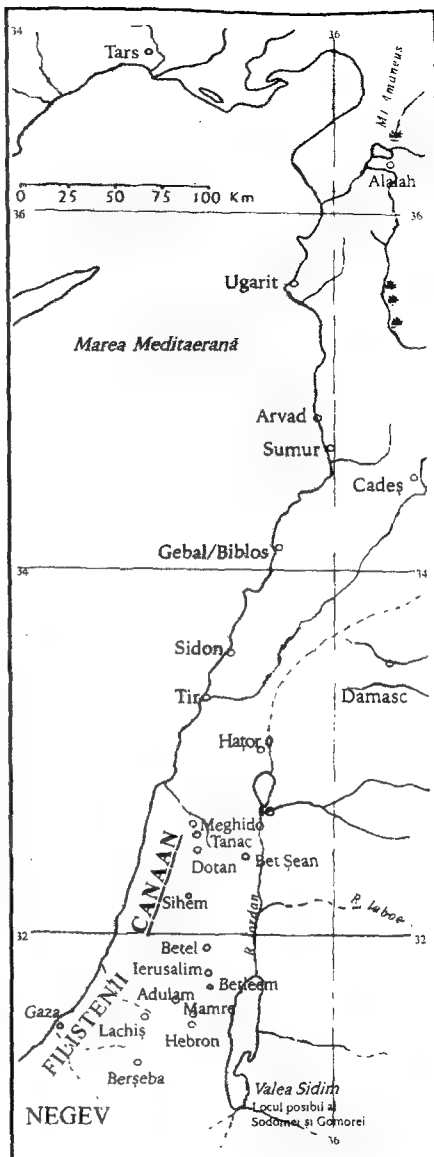 34
36
Tars
Mt Amaneus
0 25 50 75 100 Km
Alalah
36
36
Ugarit
Marea Meditaerană
Arvad
Sumur
Cadeș
Gebal/Biblos
34
34
Sidon
Tir
Damasc
Hațor
Meghido
(Tanac
Dotan
Bet Șean
CANAAN
Sihem
R. Iordan
R. Iaboc
32
32
Betel
Ierusalim
Betleem
Adulam
Mamre
Gaza
FILISTENII
Lachiș
Hebron
Berșeba
Valea Sidim
Locul posibil al
Sodomei și Gomorei
NEGEV
36